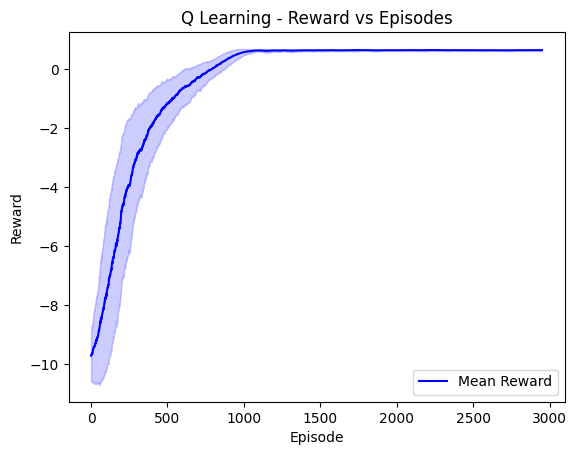 Q Learning - Reward vs Episodes
Reward
0
−2
−4
−6
−8
−10
Mean Reward
0 500 1000 1500 2000 2500 3000
Episode